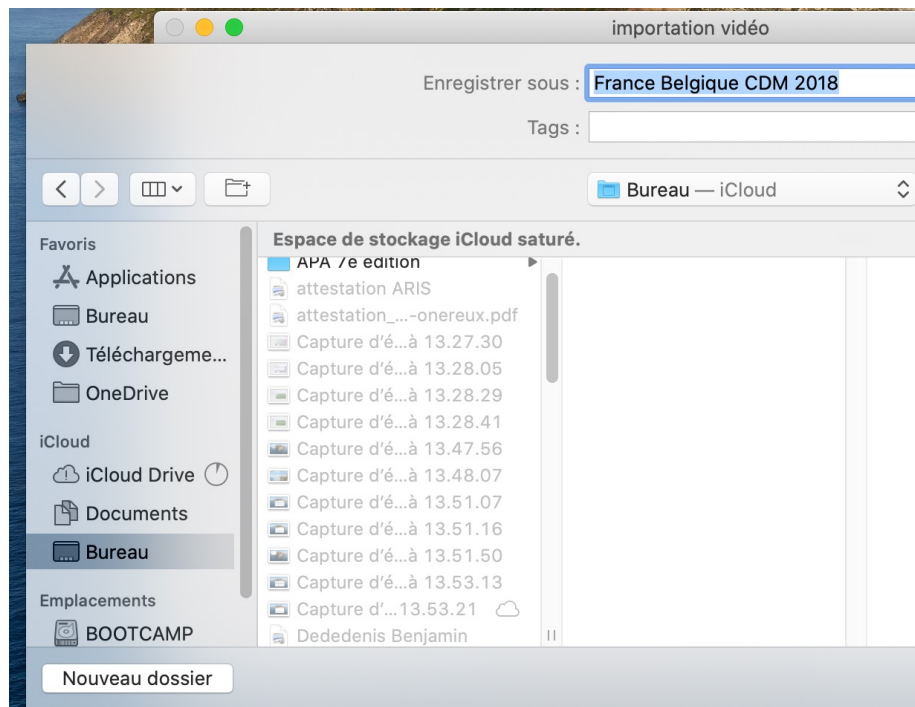 importation vidéo
Enregistrer sous : France Belgique CDM 2018
Tags :
Bureau — iCloud
Favoris
Applications
Bureau
Téléchargeme...
OneDrive
iCloud
iCloud Drive
Documents
Bureau
Emplacements
BOOTCAMP
Espace de stockage iCloud saturé.
APA 7e édition
attestation ARIS
attestation_...-onereux.pdf
Capture d’é...à 13.27.30
Capture d’é...à 13.28.05
Capture d’é...à 13.28.29
Capture d’é...à 13.28.41
Capture d’é...à 13.47.56
Capture d’é...à 13.48.07
Capture d’é...à 13.51.07
Capture d’é...à 13.51.16
Capture d’é...à 13.51.50
Capture d’é...à 13.53.13
Capture d’...13.53.21
Dededenis Benjamin
Nouveau dossier